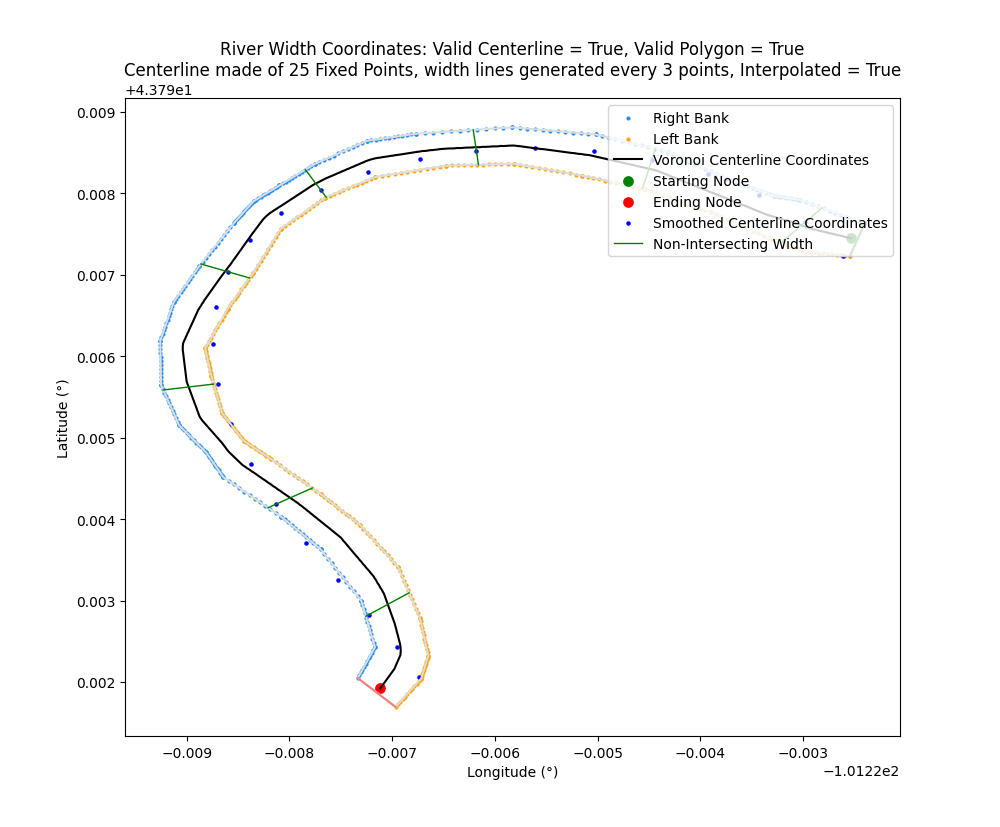 River Width Coordinates: Valid Centerline = True, Valid Polygon = True
Centerline made of 25 Fixed Points, width lines generated every 3 points, Interpolated = True
+4.379e1
0.009
0.008
0.007
0.006
0.005
0.004
0.003
0.002
Latitude (°)
Right Bank
Left Bank
Voronoi Centerline Coordinates
Starting Node
Ending Node
Smoothed Centerline Coordinates
Non-Intersecting Width
−0.009 −0.008 −0.007 −0.006 −0.005 −0.004 −0.003
Longitude (°)
−1.0122e2